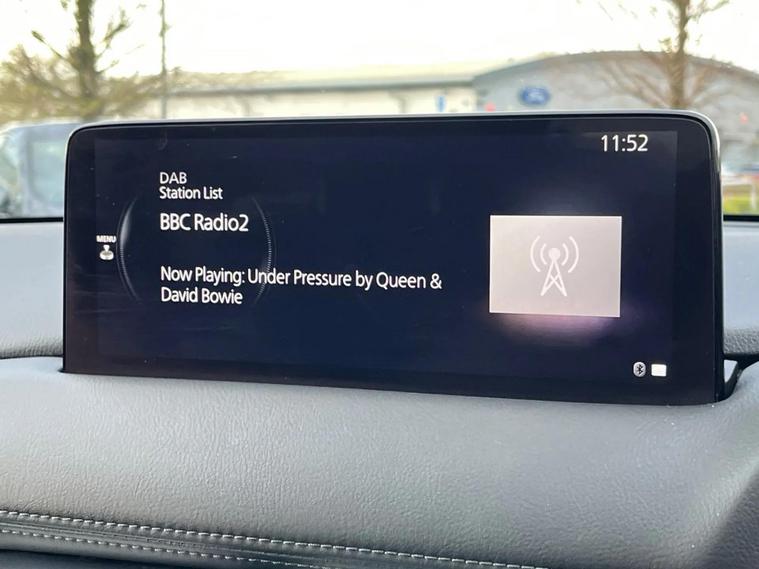 11:52
DAB
Station List
BBC Radio2
MENU
Now Playing: Under Pressure by Queen &
David Bowie